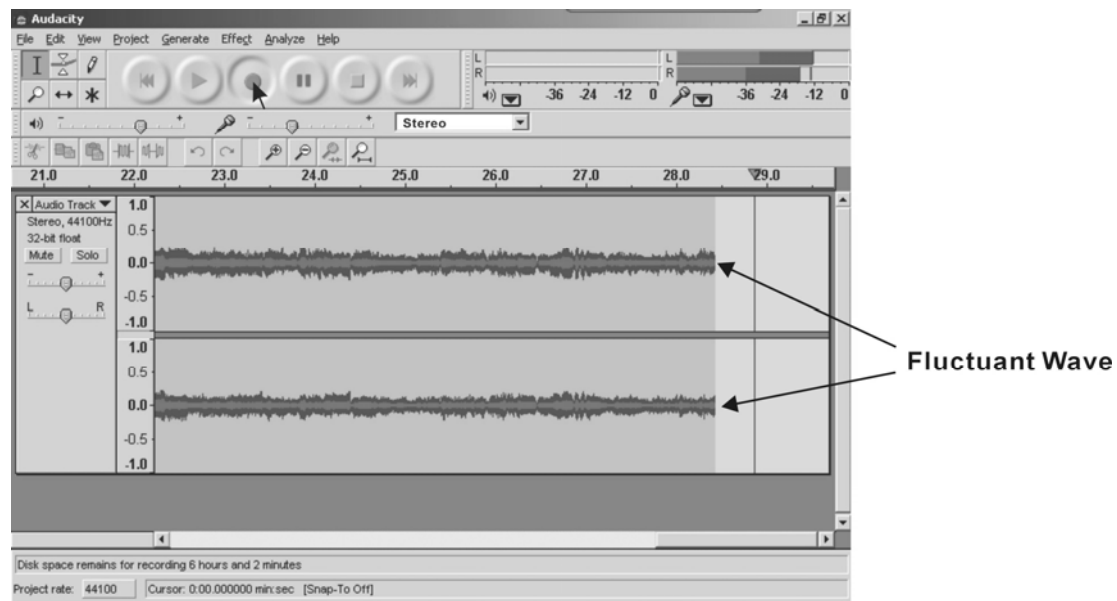 Audacity
File Edit View Project Generate Effect Analyze Help
L
R
-36 -24 -12 0
L
R
-36 -24 -12 0
- +
- +
Stereo
21.0 22.0 23.0 24.0 25.0 26.0 27.0 28.0 29.0
X Audio Track
Stereo, 44100Hz
32-bit float
Mute Solo
- +
L R
1.0
0.5
0.0
-0.5
-1.0
1.0
0.5
0.0
-0.5
-1.0
Fluctuant Wave
Disk space remains for recording 6 hours and 2 minutes
Project rate: 44100 Cursor: 0:00.000000 min:sec [Snap-To Off]